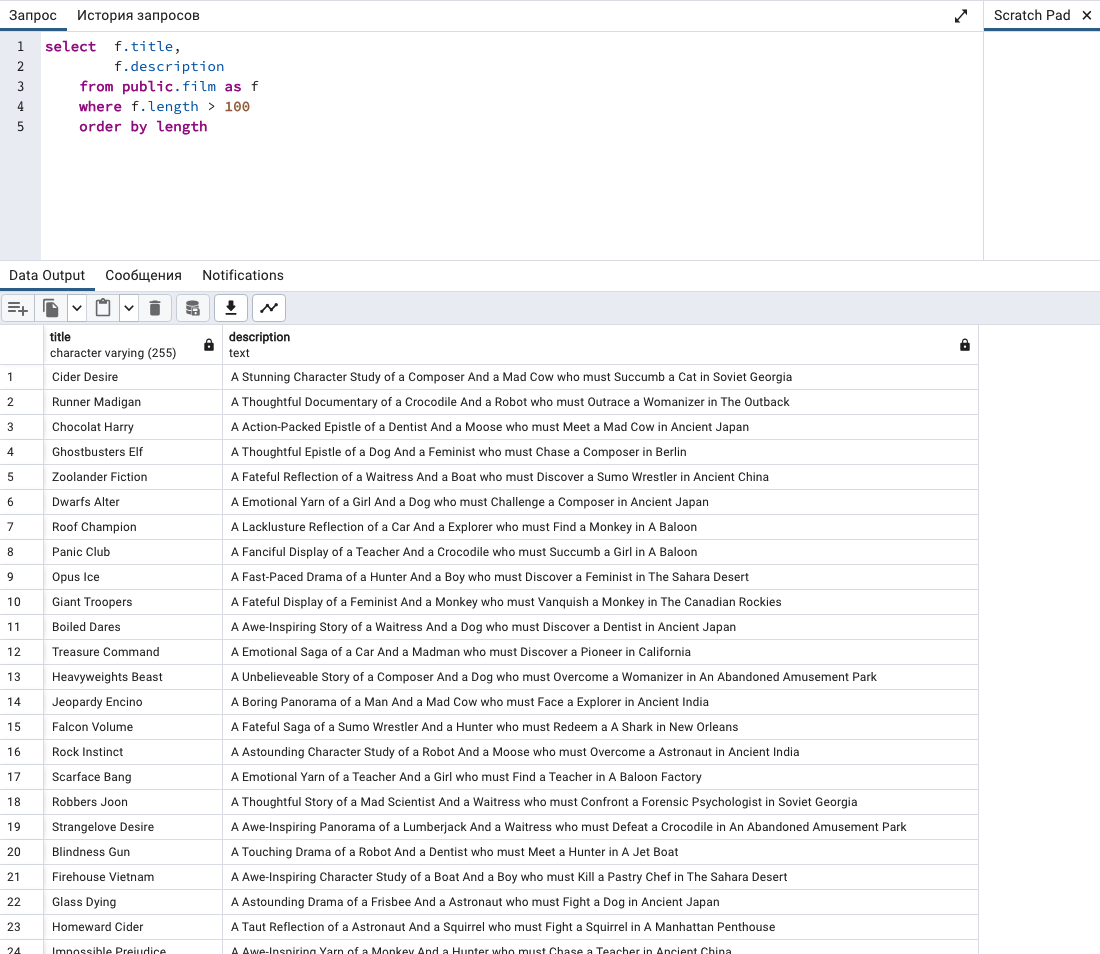 Запрос История запросов Scratch Pad
1 select f.title,
2 f.description
3 from public.film as f
4 where f.length > 100
5 order by length
Data Output Сообщения Notifications
title description
character varying (255) text
1 Cider Desire A Stunning Character Study of a Composer And a Mad Cow who must Succumb a Cat in Soviet Georgia
2 Runner Madigan A Thoughtful Documentary of a Crocodile And a Robot who must Outrace a Womanizer in The Outback
3 Chocolat Harry A Action-Packed Epistle of a Dentist And a Moose who must Meet a Mad Cow in Ancient Japan
4 Ghostbusters Elf A Thoughtful Epistle of a Dog And a Feminist who must Chase a Composer in Berlin
5 Zoolander Fiction A Fateful Reflection of a Waitress And a Boat who must Discover a Sumo Wrestler in Ancient China
6 Dwarfs Alter A Emotional Yarn of a Girl And a Dog who must Challenge a Composer in Ancient Japan
7 Roof Champion A Lacklusture Reflection of a Car And a Explorer who must Find a Monkey in A Baloon
8 Panic Club A Fanciful Display of a Teacher And a Crocodile who must Succumb a Girl in A Baloon
9 Opus Ice A Fast-Paced Drama of a Hunter And a Boy who must Discover a Feminist in The Sahara Desert
10 Giant Troopers A Fateful Display of a Feminist And a Monkey who must Vanquish a Monkey in The Canadian Rockies
11 Boiled Dares A Awe-Inspiring Story of a Waitress And a Dog who must Discover a Dentist in Ancient Japan
12 Treasure Command A Emotional Saga of a Car And a Madman who must Discover a Pioneer in California
13 Heavyweights Beast A Unbelieveable Story of a Composer And a Dog who must Overcome a Womanizer in An Abandoned Amusement Park
14 Jeopardy Encino A Boring Panorama of a Man And a Mad Cow who must Face a Explorer in Ancient India
15 Falcon Volume A Fateful Saga of a Sumo Wrestler And a Hunter who must Redeem a A Shark in New Orleans
16 Rock Instinct A Astounding Character Study of a Robot And a Moose who must Overcome a Astronaut in Ancient India
17 Scarface Bang A Emotional Yarn of a Teacher And a Girl who must Find a Teacher in A Baloon Factory
18 Robbers Joon A Thoughtful Story of a Mad Scientist And a Waitress who must Confront a Forensic Psychologist in Soviet Georgia
19 Strangelove Desire A Awe-Inspiring Panorama of a Lumberjack And a Waitress who must Defeat a Crocodile in An Abandoned Amusement Park
20 Blindness Gun A Touching Drama of a Robot And a Dentist who must Meet a Hunter in A Jet Boat
21 Firehouse Vietnam A Awe-Inspiring Character Study of a Boat And a Boy who must Kill a Pastry Chef in The Sahara Desert
22 Glass Dying A Astounding Drama of a Frisbee And a Astronaut who must Fight a Dog in Ancient Japan
23 Homeward Cider A Taut Reflection of a Astronaut And a Squirrel who must Fight a Squirrel in A Manhattan Penthouse
24 Impossible Prejudice A Awe-Inspiring Yarn of a Monkey And a Hunter who must Chase a Teacher in Ancient China